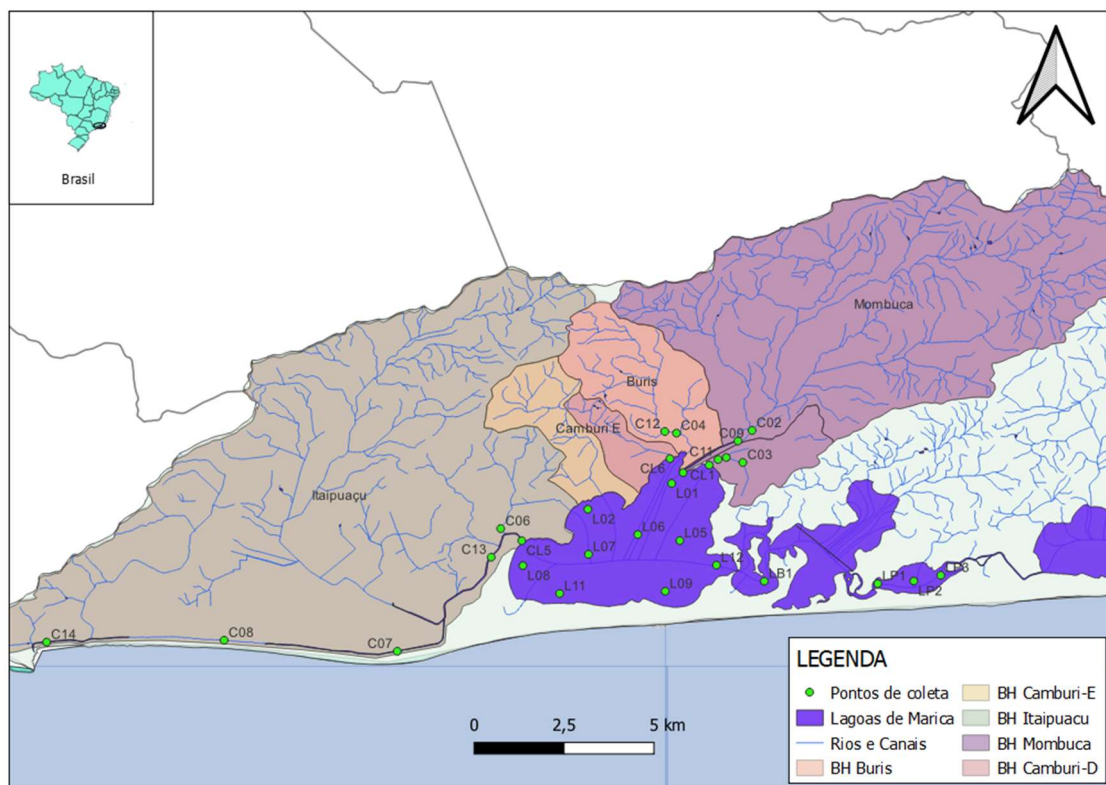 Brasil
Mombuca
Buris
Camburi E
C12
C04
C09
C02
C11
C03
CL6
CL1
L01
Itaipuaçu
C06
L02
C13
CL5
L06
L05
L07
L08
L12
L11
L09
LB1
LP1
LP3
LP2
C14
C08
C07
0 2,5 5 km
LEGENDA
Pontos de coleta
Lagoas de Marica
Rios e Canais
BH Buris
BH Camburi-E
BH Itaipuacu
BH Mombuca
BH Camburi-D